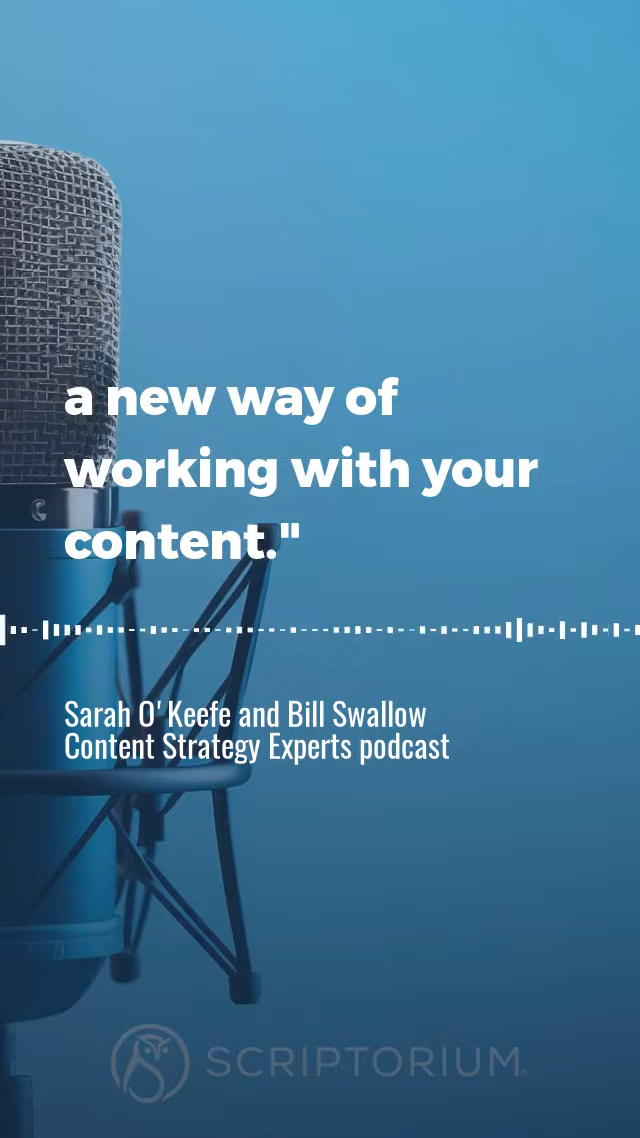 a new way of
working with your
content."
Sarah O'Keefe and Bill Swallow
Content Strategy Experts podcast
SCRIPTORIUM